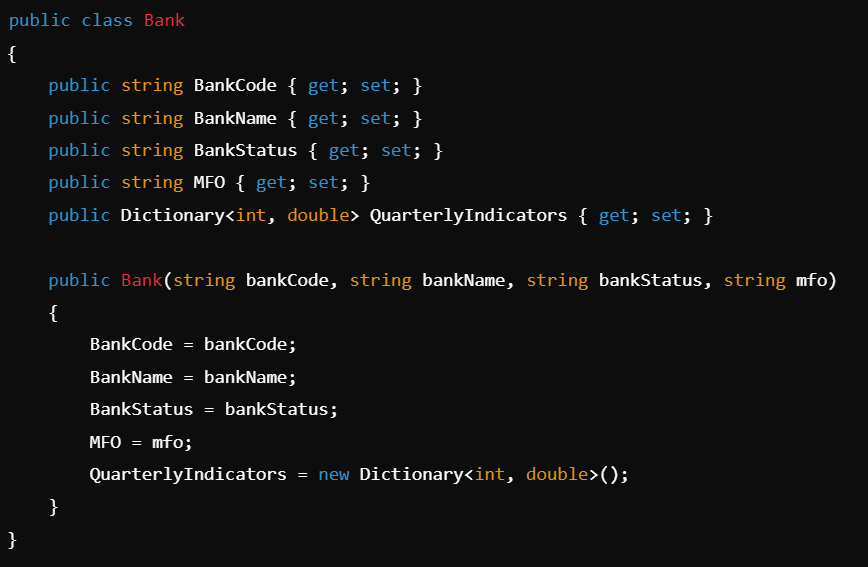 public class Bank
{
    public string BankCode { get; set; }
    public string BankName { get; set; }
    public string BankStatus { get; set; }
    public string MFO { get; set; }
    public Dictionary<int, double> QuarterlyIndicators { get; set; }

    public Bank(string bankCode, string bankName, string bankStatus, string mfo)
    {
        BankCode = bankCode;
        BankName = bankName;
        BankStatus = bankStatus;
        MFO = mfo;
        QuarterlyIndicators = new Dictionary<int, double>();
    }
}